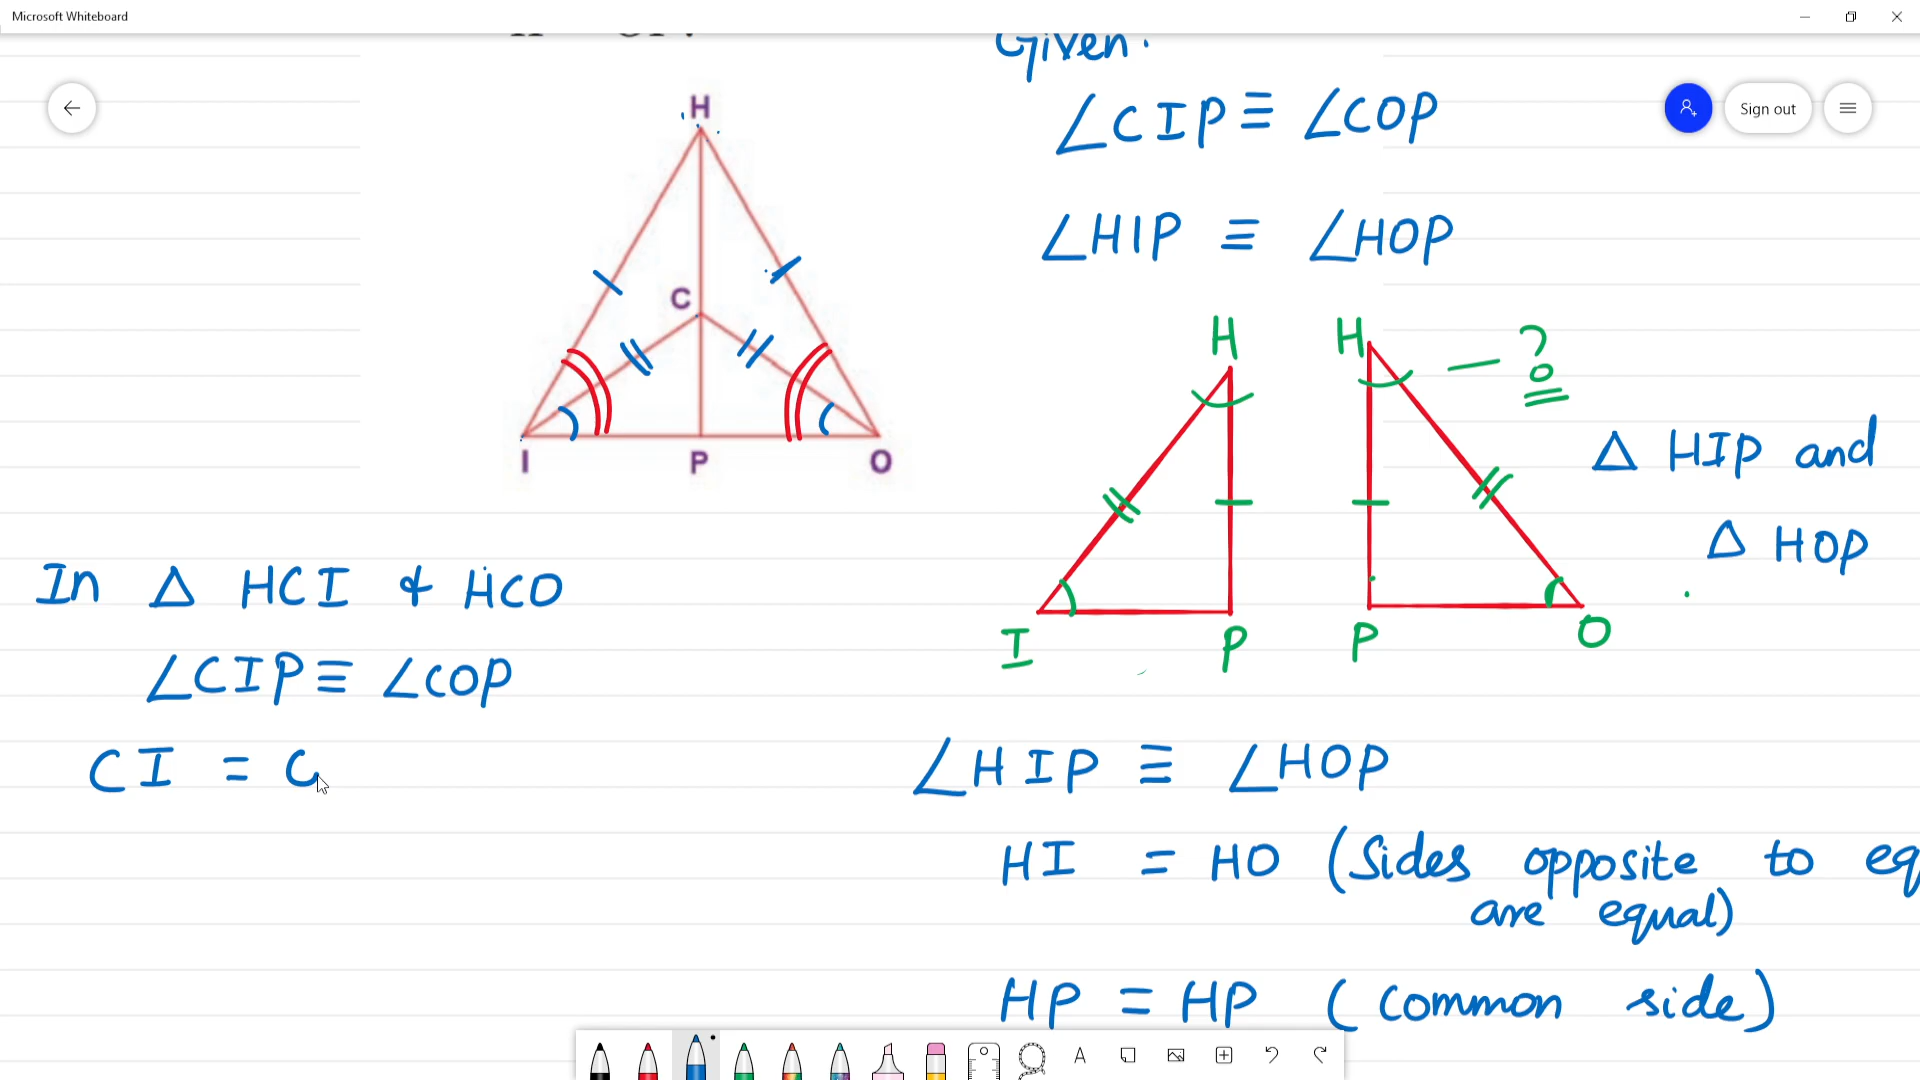 Microsoft Whiteboard
Given:
∠CIP ≡ ∠COP
Sign out
∠HIP ≡ ∠HOP
H
C
I
P
O
H
H
— ?
I
P
P
O
△ HIP and
△ HOP
In △ HCI & HCO
∠CIP ≡ ∠COP
CI = C
∠HIP ≡ ∠HOP
HI = HO (Sides opposite to eq
are equal)
HP = HP (common side)
A